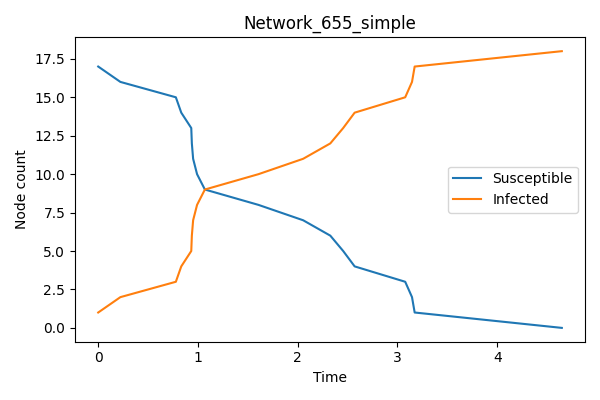 Network_655_simple
17.5
15.0
12.5
10.0
7.5
5.0
2.5
0.0
Node count
Susceptible
Infected
0 1 2 3 4
Time